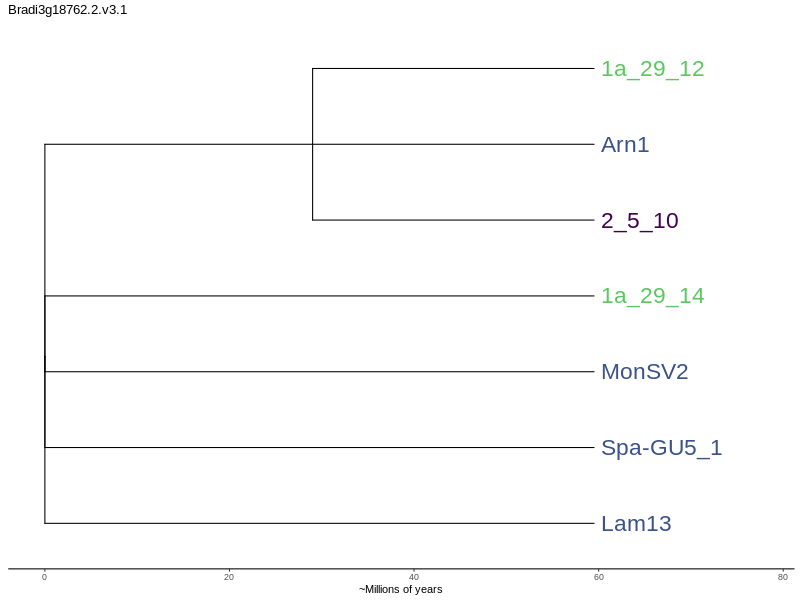 Bradi3g18762.2.v3.1
1a_29_12
Arn1
2_5_10
1a_29_14
MonSV2
Spa-GU5_1
Lam13
0 20 40 60 80
~Millions of years